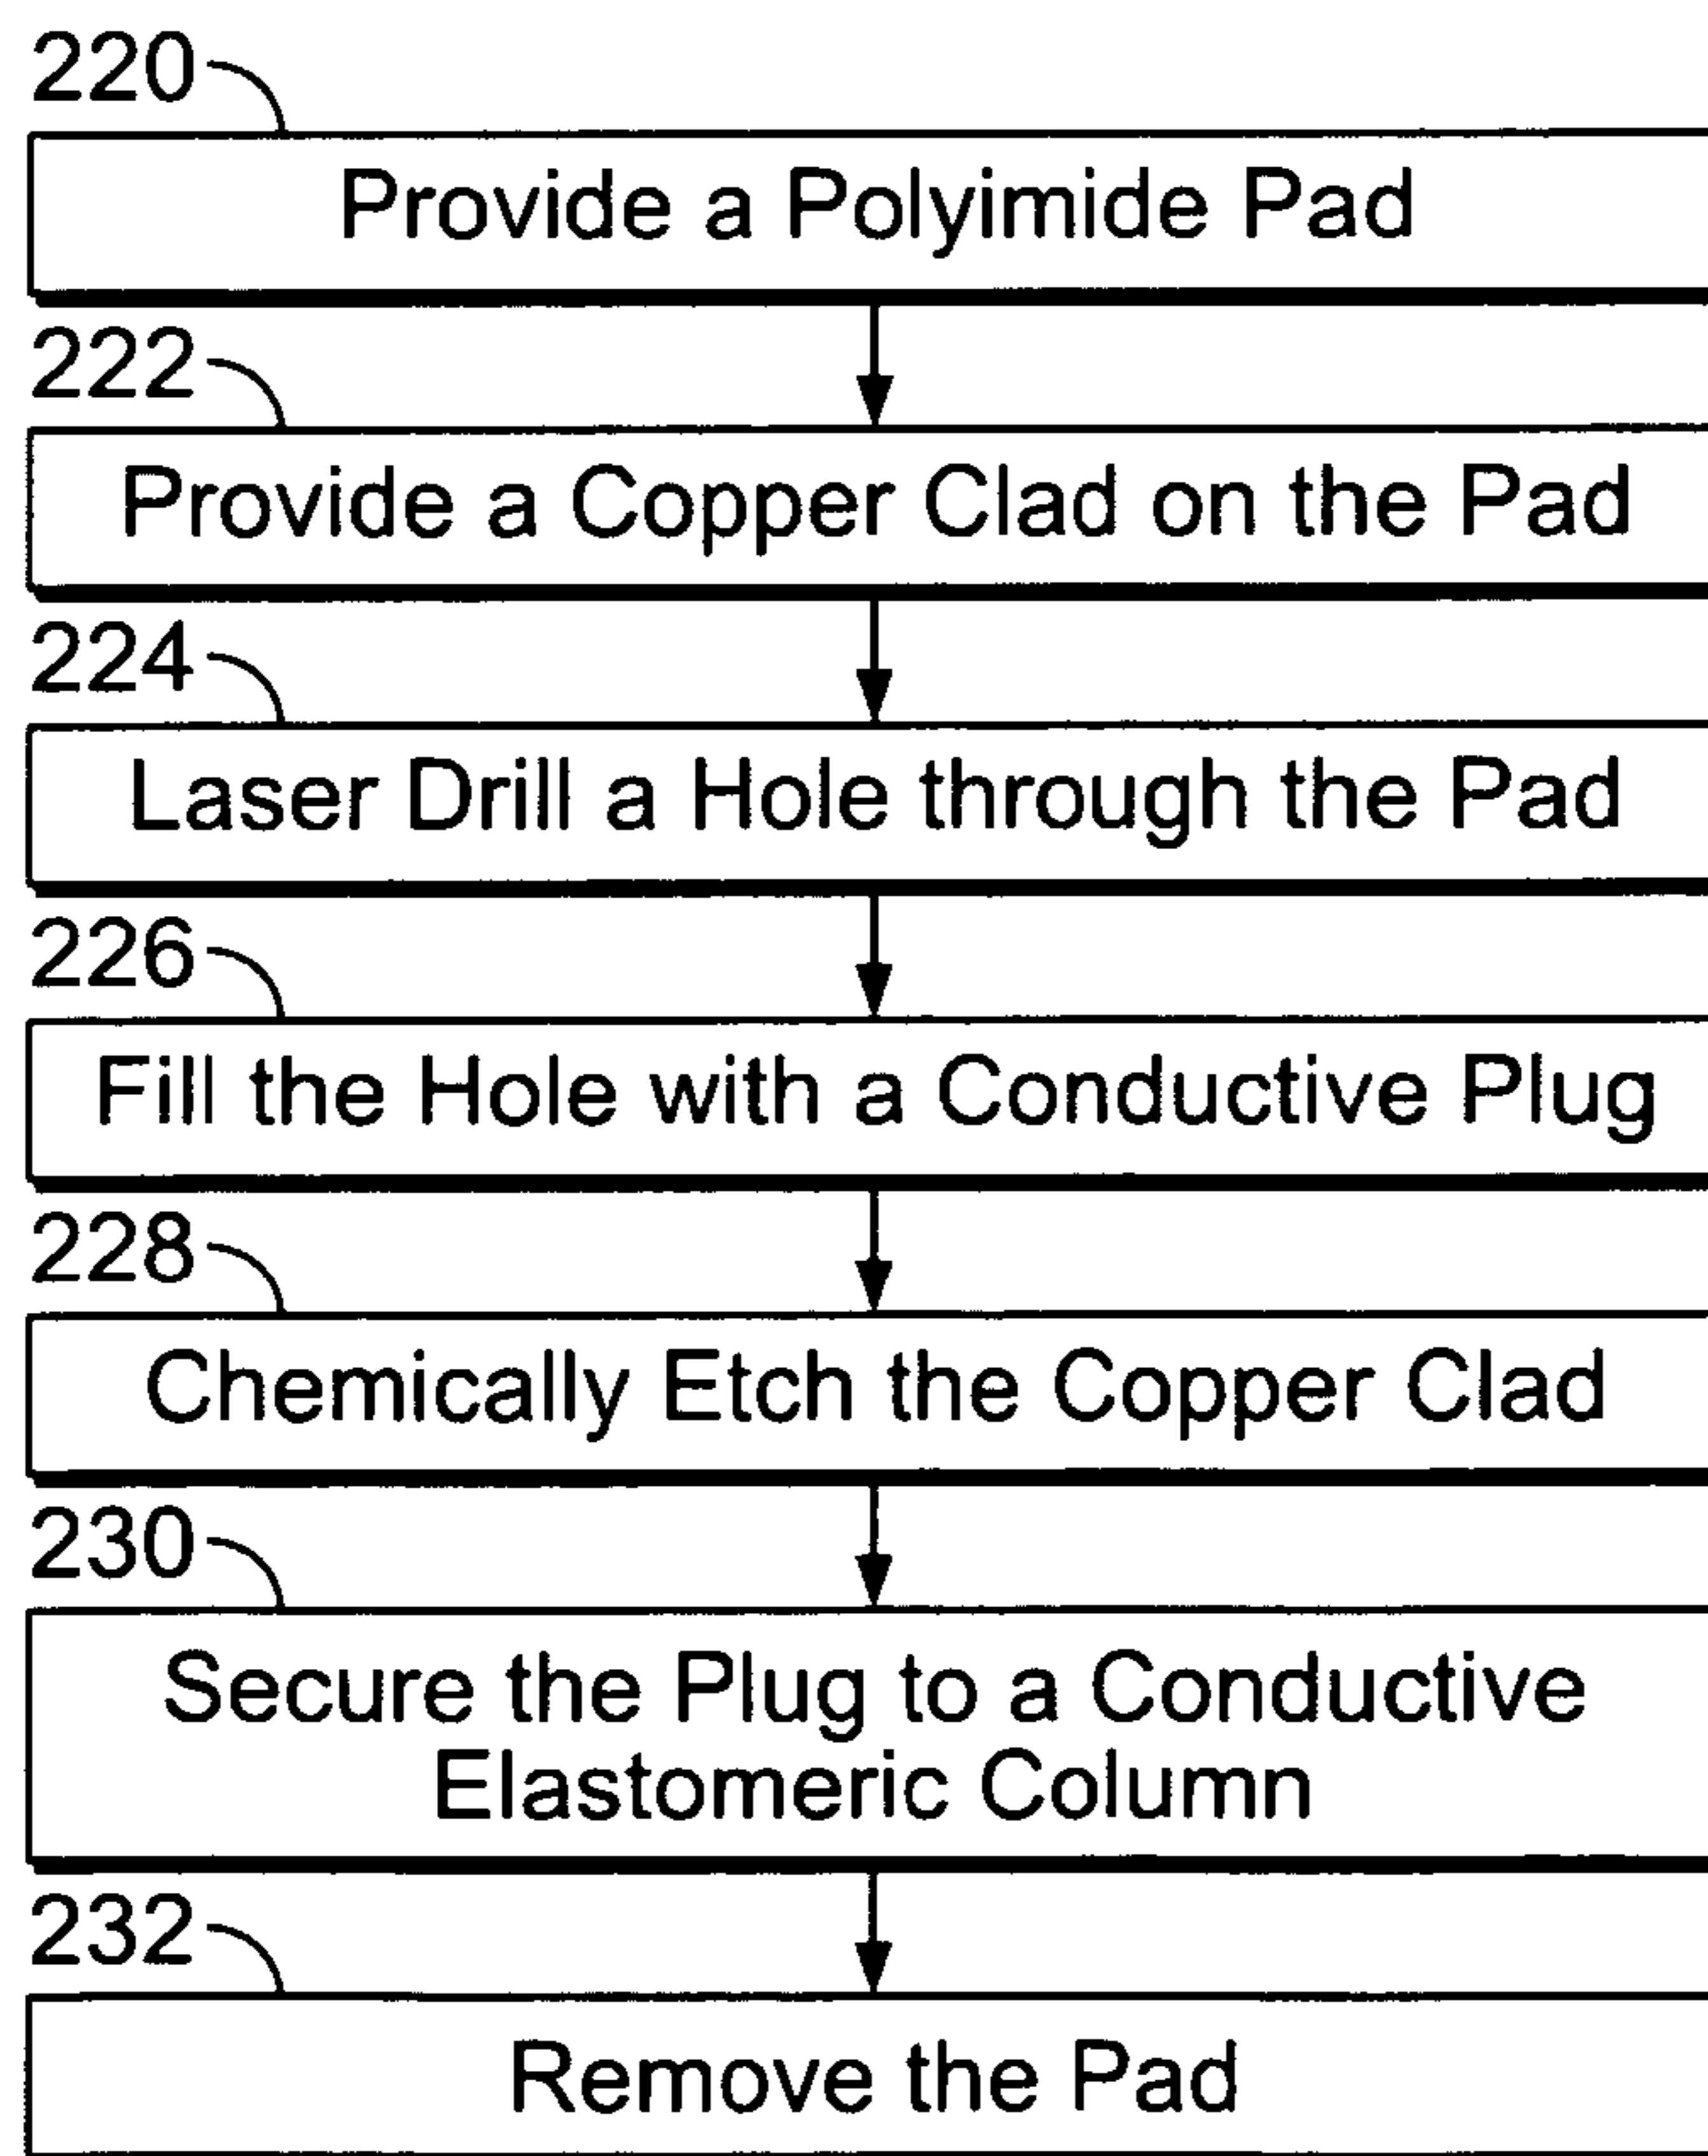 220
Provide a Polyimide Pad
222
Provide a Copper Clad on the Pad
224
Laser Drill a Hole through the Pad
226
Fill the Hole with a Conductive Plug
228
Chemically Etch the Copper Clad
230
Secure the Plug to a Conductive
Elastomeric Column
232
Remove the Pad